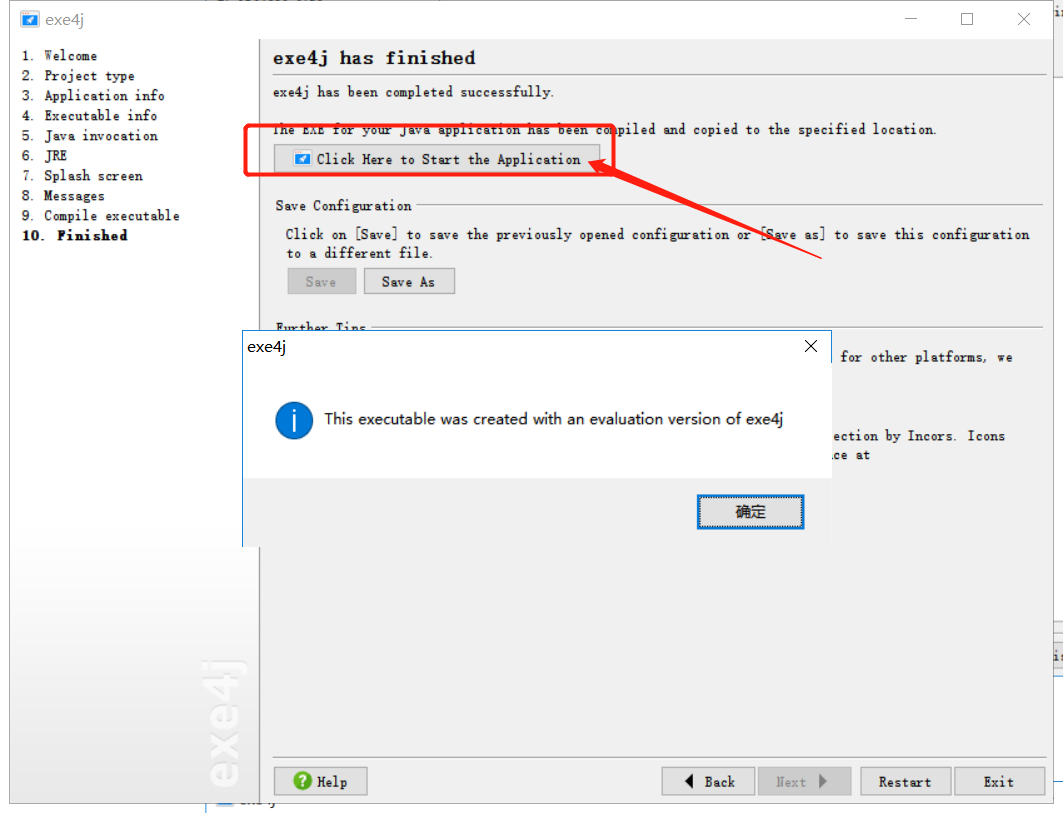 exe4j
1. Welcome
2. Project type
3. Application info
4. Executable info
5. Java invocation
6. JRE
7. Splash screen
8. Messages
9. Compile executable
10. Finished
exe4j has finished
exe4j has been completed successfully.
The EXE for your Java application has been compiled and copied to the specified location.
Click Here to Start the Application
Save Configuration
Click on [Save] to save the previously opened configuration or [Save as] to save this configuration
to a different file.
Save Save As
Further Tips
for other platforms, we
exe4j
This executable was created with an evaluation version of exe4j
确定
ection by Incors. Icons
at
exe4j
Help Back Next Restart Exit